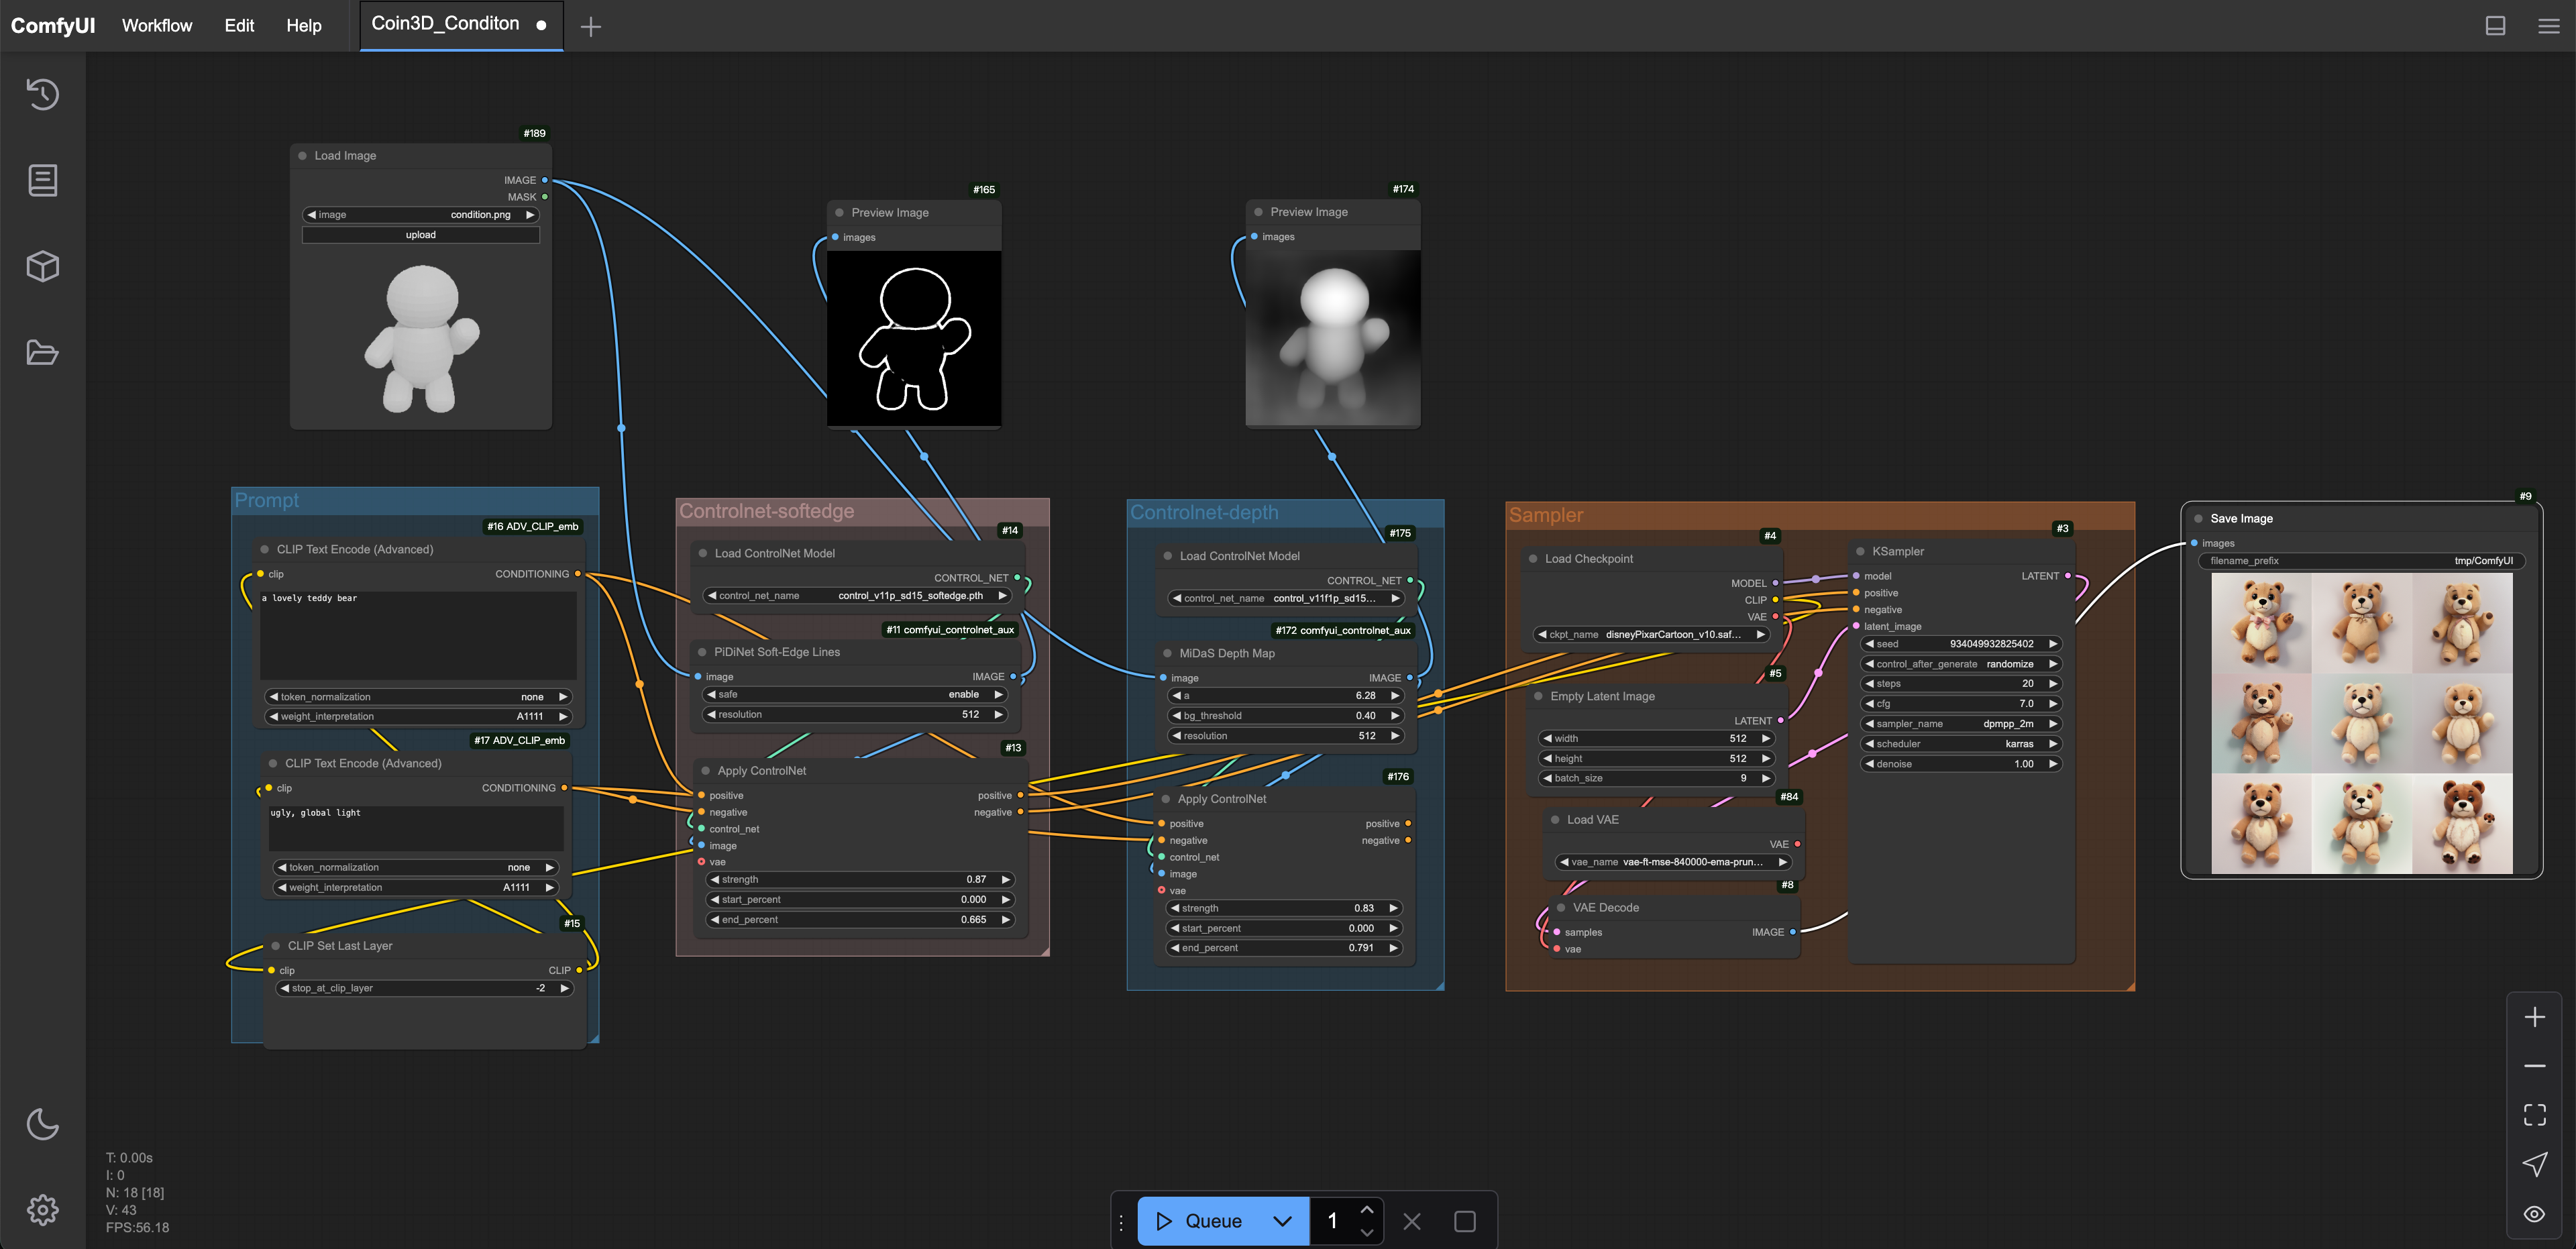 ComfyUI
Workflow
Edit
Help
Coin3D_Conditon
#189
Load Image
IMAGE
MASK
image condition.png
upload
#165
Preview Image
images
#174
Preview Image
images
Prompt
#16 ADV_CLIP_emb
CLIP Text Encode (Advanced)
clip CONDITIONING
a lovely teddy bear
token_normalization none
weight_interpretation A1111
#17 ADV_CLIP_emb
CLIP Text Encode (Advanced)
clip CONDITIONING
ugly, global light
token_normalization none
weight_interpretation A1111
#15
CLIP Set Last Layer
clip CLIP
stop_at_clip_layer -2
Controlnet-softedge
#14
Load ControlNet Model
CONTROL_NET
control_net_name control_v11p_sd15_softedge.pth
#11 comfyui_controlnet_aux
PiDiNet Soft-Edge Lines
image IMAGE
safe enable
resolution 512
#13
Apply ControlNet
positive positive
negative negative
control_net
image
vae
strength 0.87
start_percent 0.000
end_percent 0.665
Controlnet-depth
#175
Load ControlNet Model
CONTROL_NET
control_net_name control_v11f1p_sd15...
#172 comfyui_controlnet_aux
MiDaS Depth Map
image IMAGE
a 6.28
bg_threshold 0.40
resolution 512
#176
Apply ControlNet
positive positive
negative negative
control_net
image
vae
strength 0.83
start_percent 0.000
end_percent 0.791
Sampler
#4
Load Checkpoint
MODEL
CLIP
VAE
ckpt_name disneyPixarCartoon_v10.saf...
#5
Empty Latent Image
LATENT
width 512
height 512
batch_size 9
#84
Load VAE
VAE
vae_name vae-ft-mse-840000-ema-prun...
#8
VAE Decode
samples IMAGE
vae
#3
KSampler
model LATENT
positive
negative
latent_image
seed 934049932825402
control_after_generate randomize
steps 20
cfg 7.0
sampler_name dpmpp_2m
scheduler karras
denoise 1.00
#9
Save Image
images
filename_prefix tmp/ComfyUI
T: 0.00s
I: 0
N: 18 [18]
V: 43
FPS:56.18
Queue
1